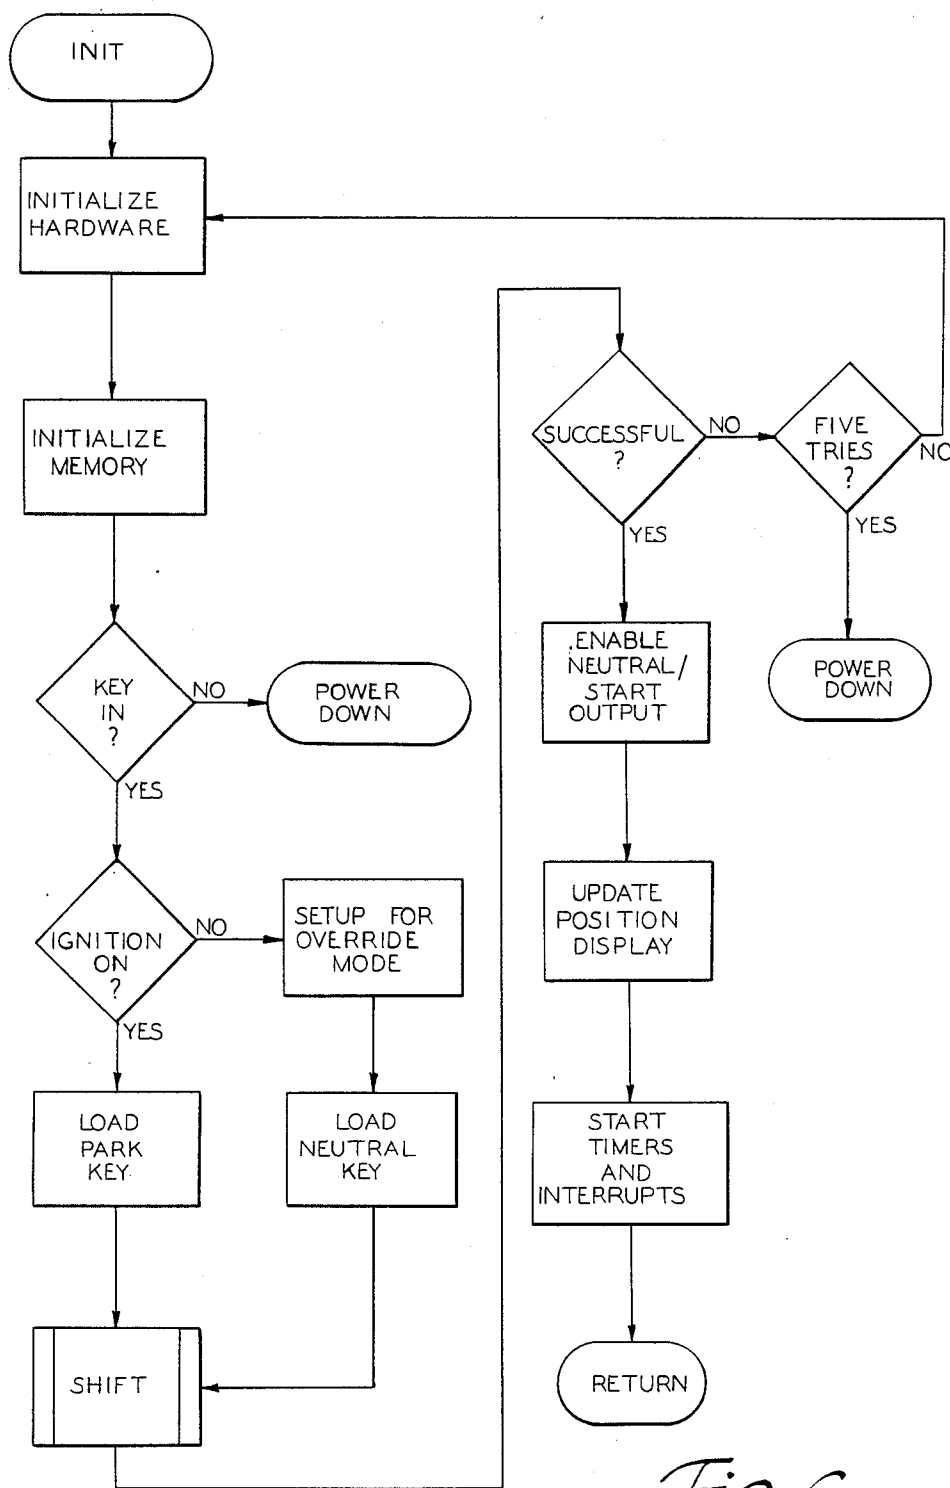 INIT
INITIALIZE
HARDWARE
INITIALIZE
MEMORY
KEY
IN
?
NO
POWER
DOWN
YES
IGNITION
ON
?
NO
SETUP FOR
OVERRIDE
MODE
YES
LOAD
PARK
KEY
LOAD
NEUTRAL
KEY
SHIFT
SUCCESSFUL
?
NO
FIVE
TRIES
?
NO
YES
YES
ENABLE
NEUTRAL/
START
OUTPUT
POWER
DOWN
UPDATE
POSITION
DISPLAY
START
TIMERS
AND
INTERRUPTS
RETURN